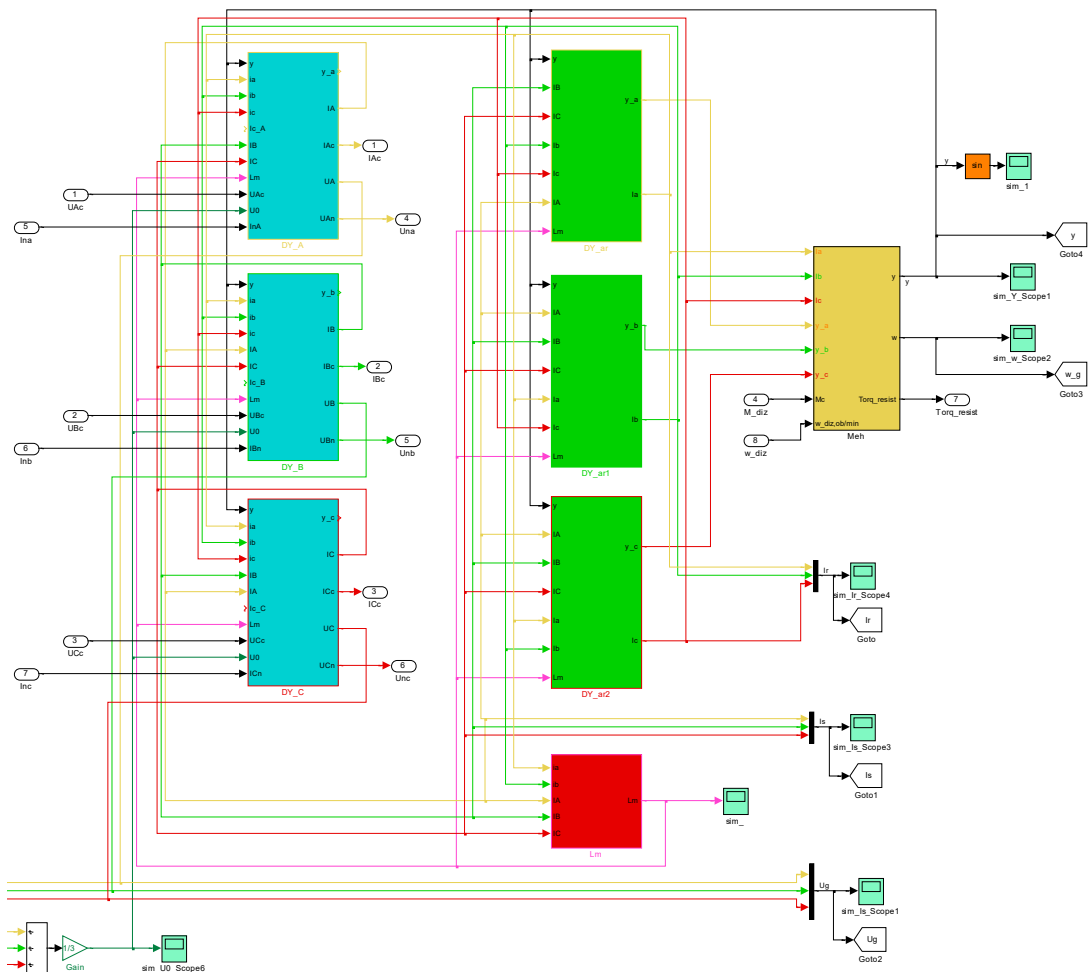 y
ia
ib
ic
Ic_A
IB
IC
Lm
UAc
U0
InA
y_a
IA
IAc
UA
UAn
DY_A
1
IAc
4
Una
1
UAc
5
Ina
y
ia
ib
ic
IA
IC
Ic_B
Lm
UBc
U0
IBn
y_b
IB
IBc
UB
UBn
DY_B
2
IBc
5
Unb
2
UBc
6
Inb
y
ia
ib
ic
IB
IA
Ic_C
Lm
UCc
U0
ICn
y_c
IC
ICc
UC
UCn
DY_C
3
ICc
6
Unc
3
UCc
7
Inc
y
IB
IC
Ib
Ic
IA
Lm
y_a
Ia
DY_ar
y
IA
IB
IC
Ia
Ic
Lm
y_b
Ib
DY_ar1
y
IA
IB
IC
Ia
Ib
Lm
y_c
Ic
DY_ar2
Ia
Ib
IA
IB
IC
Lm
Lm
sim_
Ia
Ib
Ic
y_a
y_b
y_c
Mc
w_diz,ob/min
y
w
Torq_resist
Meh
y
4
M_diz
8
w_diz
y
sin
sim_1
y
Goto4
sim_Y_Scope1
sim_w_Scope2
w_g
Goto3
7
Torq_resist
Ir
sim_Ir_Scope4
Ir
Goto
Is
sim_Is_Scope3
Is
Goto1
Ug
sim_Is_Scope1
Ug
Goto2
1/3
Gain
sim_U0_Scope6